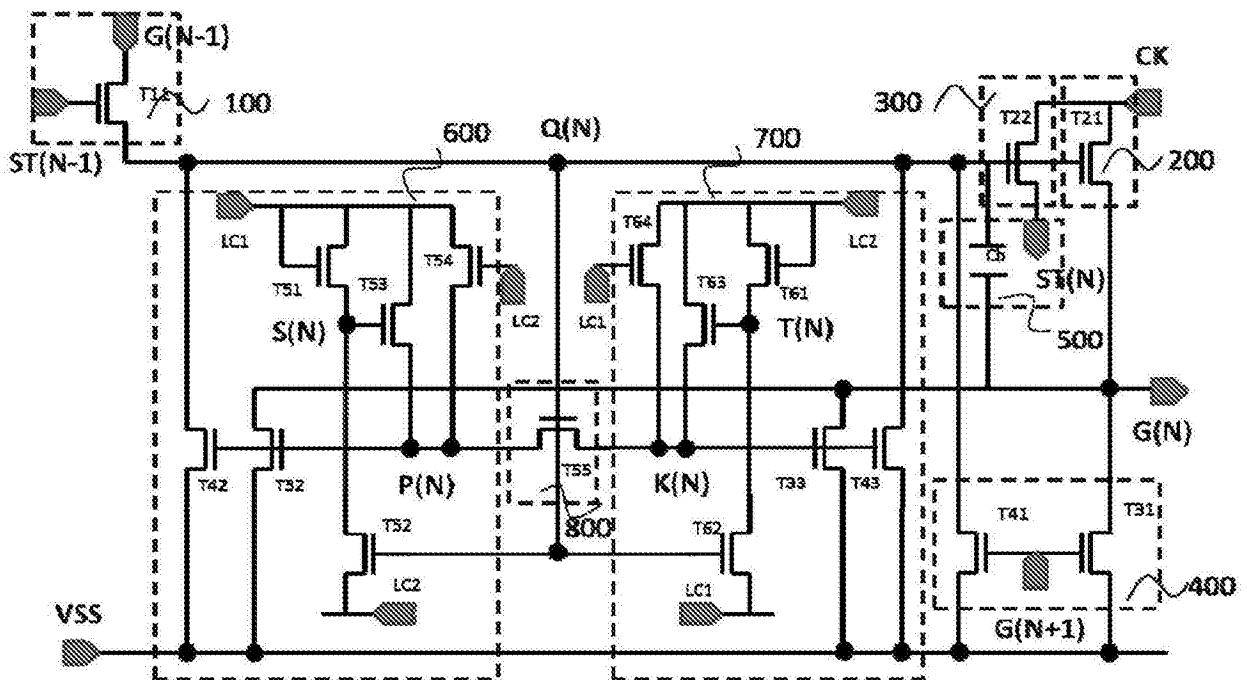 G(N-1)
T11
100
ST(N-1)
600
Q(N)
700
300
CK
T22
T21
200
LC1
T51
T53
T54
LC2
S(N)
T64
LC1
T63
T61
LC2
T(N)
Cb
ST(N)
500
G(N)
T42
T32
P(N)
T55
K(N)
T33
T43
800
T52
LC2
T62
LC1
T41
T31
400
G(N+1)
VSS